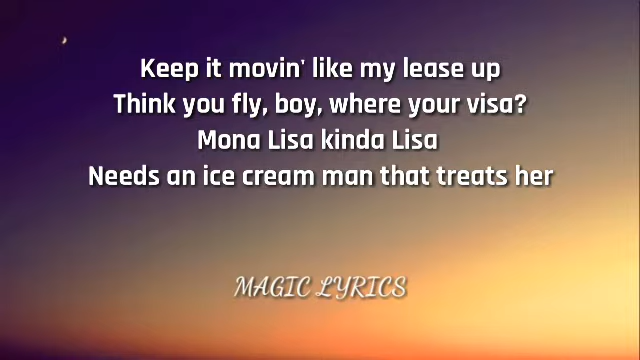 Keep it movin' like my lease up
Think you fly, boy, where your visa?
Mona Lisa kinda Lisa
Needs an ice cream man that treats her
MAGIC LYRICS